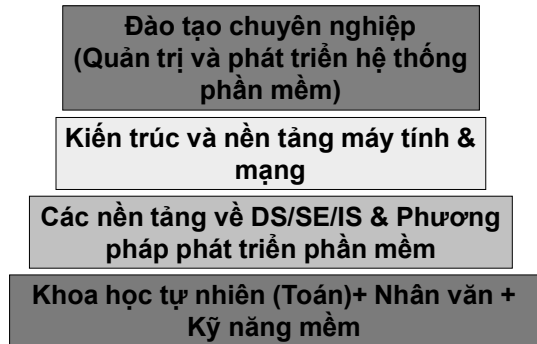 Đào tạo chuyên nghiệp
(Quản trị và phát triển hệ thống
phần mềm)
Kiến trúc và nền tảng máy tính &
mạng
Các nền tảng về DS/SE/IS & Phương
pháp phát triển phần mềm
Khoa học tự nhiên (Toán)+ Nhân văn +
Kỹ năng mềm